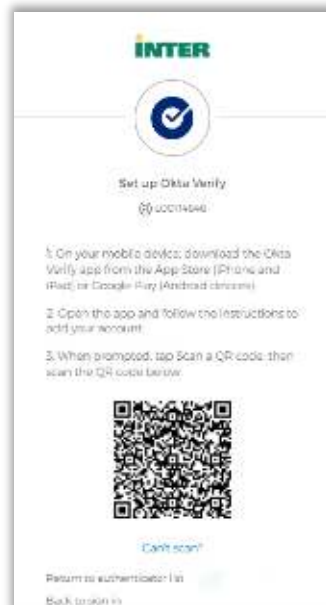 INTER
Set up Okta Verify
1. On your mobile device, download the Okta
Verify app from the App Store (iPhone and
iPad) or Google Play (Android devices).
2. Open the app and follow the instructions to
add your account
3. When prompted, tap Scan a QR code, then
scan the QR code below
Can't scan?
Return to authenticator list
Back to sign in